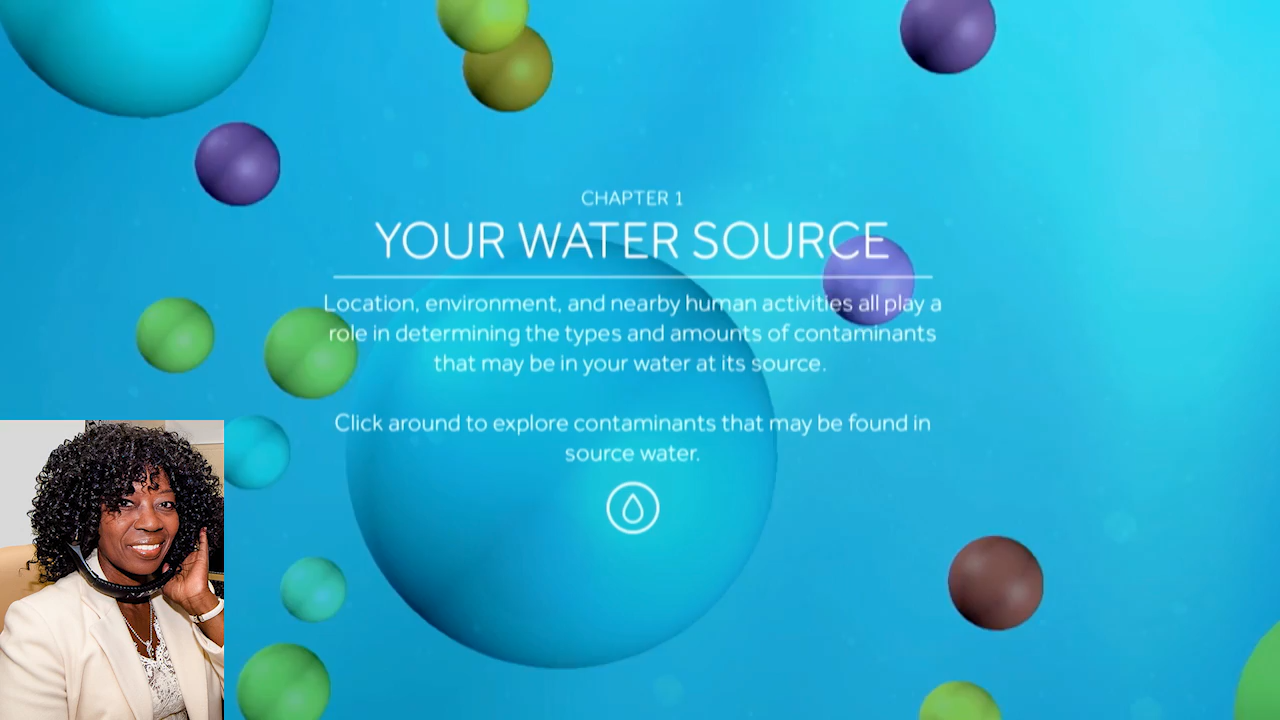 CHAPTER 1
YOUR WATER SOURCE
Location, environment, and nearby human activities all play a
role in determining the types and amounts of contaminants
that may be in your water at its source.
Click around to explore contaminants that may be found in
source water.